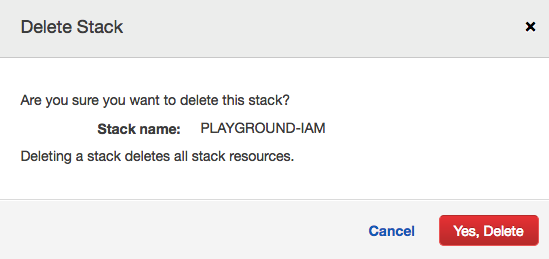 Delete Stack
×
Are you sure you want to delete this stack?
Stack name: PLAYGROUND-IAM
Deleting a stack deletes all stack resources.
Cancel Yes, Delete